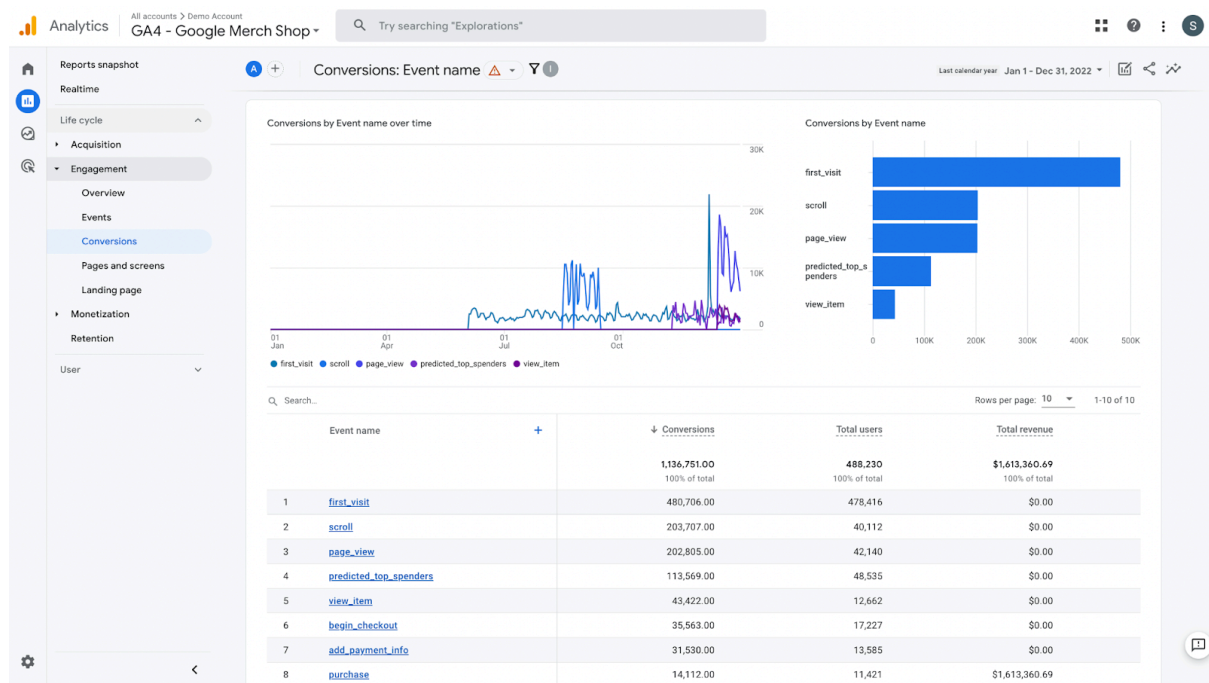 Analytics
All accounts > Demo Account
GA4 - Google Merch Shop
Try searching "Explorations"
S
Reports snapshot
Realtime
Life cycle
Acquisition
Engagement
Overview
Events
Conversions
Pages and screens
Landing page
Monetization
Retention
User
A
Conversions: Event name
I
Last calendar year Jan 1 - Dec 31, 2022
Conversions by Event name over time
30K
20K
10K
0
01 Jan
01 Apr
01 Jul
01 Oct
first_visit scroll page_view predicted_top_spenders view_item
Conversions by Event name
first_visit
scroll
page_view
predicted_top_s
penders
view_item
0 100K 200K 300K 400K 500K
Search...
Rows per page: 10 1-10 of 10
Event name + Conversions Total users Total revenue
1,136,751.00 488,230 $1,613,360.69
100% of total 100% of total 100% of total
1 first_visit 480,706.00 478,416 $0.00
2 scroll 203,707.00 40,112 $0.00
3 page_view 202,805.00 42,140 $0.00
4 predicted_top_spenders 113,569.00 48,535 $0.00
5 view_item 43,422.00 12,662 $0.00
6 begin_checkout 35,563.00 17,227 $0.00
7 add_payment_info 31,530.00 13,585 $0.00
8 purchase 14,112.00 11,421 $1,613,360.69